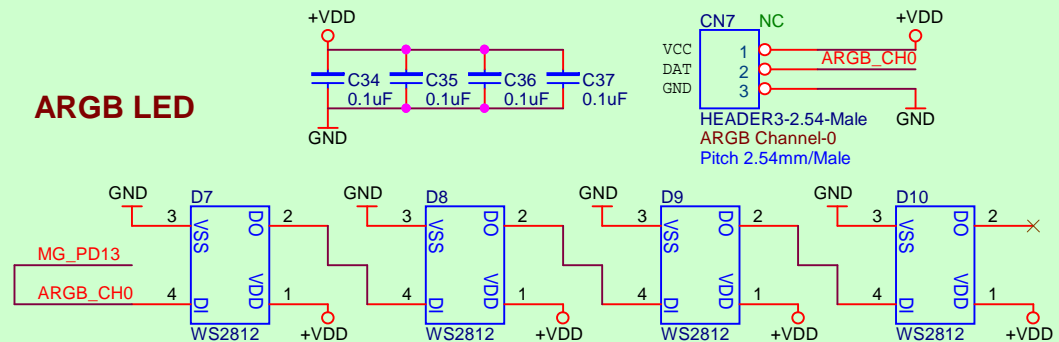 +VDD
C34
0.1uF
C35
0.1uF
C36
0.1uF
C37
0.1uF
GND
ARGB LED
CN7 NC
VCC 1
DAT 2
GND 3
+VDD
ARGB_CH0
GND
HEADER3-2.54-Male
ARGB Channel-0
Pitch 2.54mm/Male
GND
D7
3 VSS DO 2
MG_PD13
ARGB_CH0
4 DI VDD 1
WS2812
+VDD
GND
D8
3 VSS DO 2
4 DI VDD 1
WS2812
+VDD
GND
D9
3 VSS DO 2
4 DI VDD 1
WS2812
+VDD
GND
D10
3 VSS DO 2
4 DI VDD 1
WS2812
+VDD